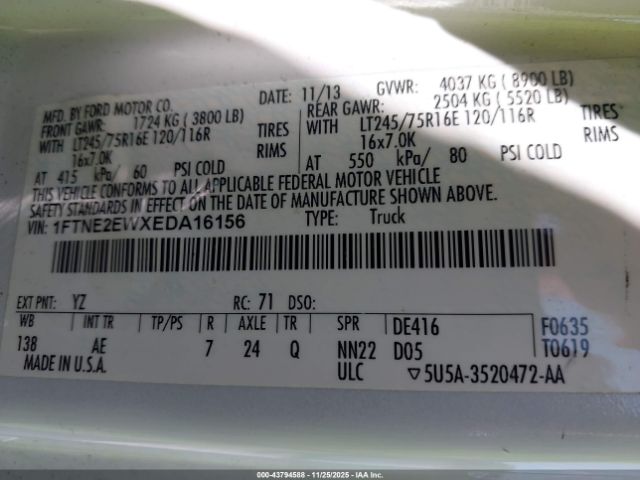 MFD. BY FORD MOTOR CO.
DATE: 11/13
GVWR: 4037 KG ( 8900 LB)
FRONT GAWR: 1724 KG ( 3800 LB)
REAR GAWR: 2504 KG ( 5520 LB)
WITH LT245/75R16E 120/116R TIRES
WITH LT245/75R16E 120/116R TIRES
16x7.0K RIMS
16x7.0K RIMS
AT 415 kPa/ 60 PSI COLD
AT 550 kPa/ 80 PSI COLD
THIS VEHICLE CONFORMS TO ALL APPLICABLE FEDERAL MOTOR VEHICLE
SAFETY STANDARDS IN EFFECT ON THE DATE OF MANUFACTURE SHOWN ABOVE.
VIN: 1FTNE2EWXEDA16156
TYPE: Truck
EXT PNT: YZ RC: 71 DSO:
WB INT TR TP/PS R AXLE TR SPR DE416 F0635
138 AE 7 24 Q NN22 D05 T0619
MADE IN U.S.A. ULC ▽5U5A-3520472-AA
000-43794588 - 11/25/2025 - IAA, Inc. - Copyright